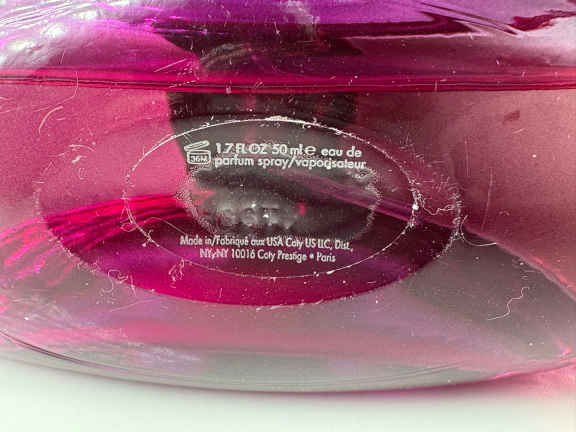 36M
1.7 FL OZ 50 ml e eau de
parfum spray/vaporisateur
Made in/Fabriqué aux USA Coty US LLC, Dist.,
NY, NY 10016 Coty Prestige • Paris